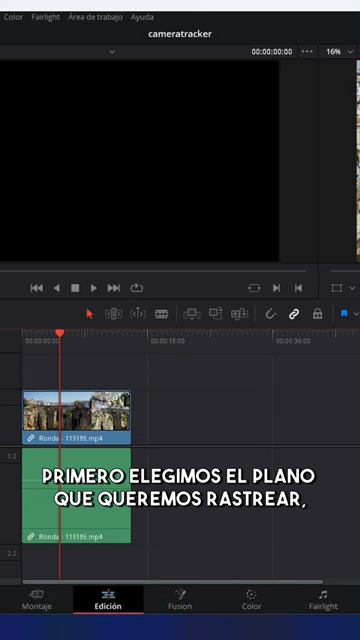 Color Fairlight Área de trabajo Ayuda
cameratracker
00:00:00:00 ••• 16%
00:00:00:00 00:00:18:00 00:00:36:00
Ronda - 119186.mp4
1.0
PRIMERO ELEGIMOS EL PLANO
QUE QUEREMOS RASTREAR,
Ronda - 119186.mp4
2.0
Montaje Edición Fusion Color Fairlight